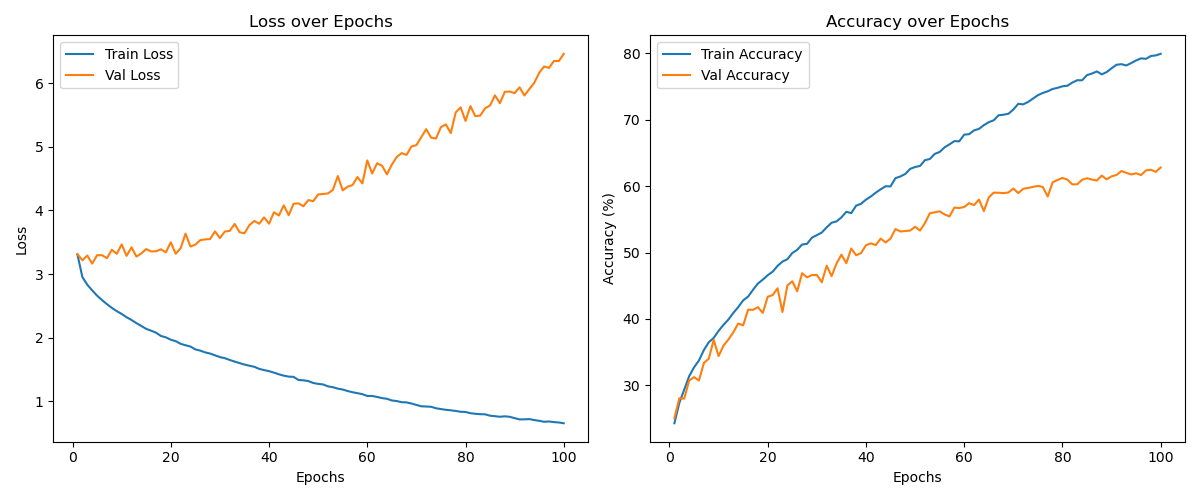 Loss over Epochs
Train Loss
Val Loss
Loss
6
5
4
3
2
1
0
20
40
60
80
100
Epochs
Accuracy over Epochs
Train Accuracy
Val Accuracy
Accuracy (%)
80
70
60
50
40
30
0
20
40
60
80
100
Epochs